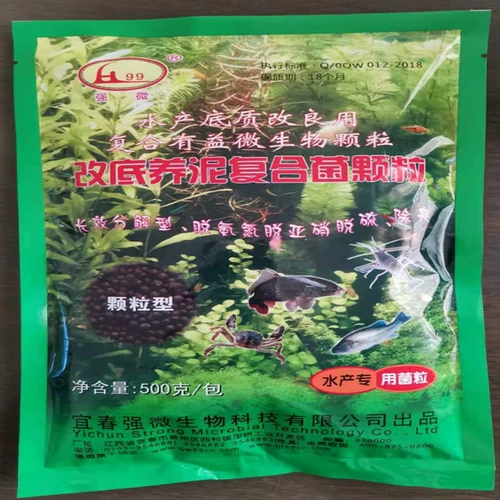 H99
®
强微
执行标准：Q/0QW 012-2018
保质期：18个月
水产底质改良用
复合有益微生物颗粒
改底养泥复合菌颗粒
长效分解型、脱氨氮脱亚硝脱硫、除
颗粒型
净含量:500克/包
水产专 用菌粒
宜春强微生物科技有限公司出品
Yichun Strong Microbial Technology Co. Ltd